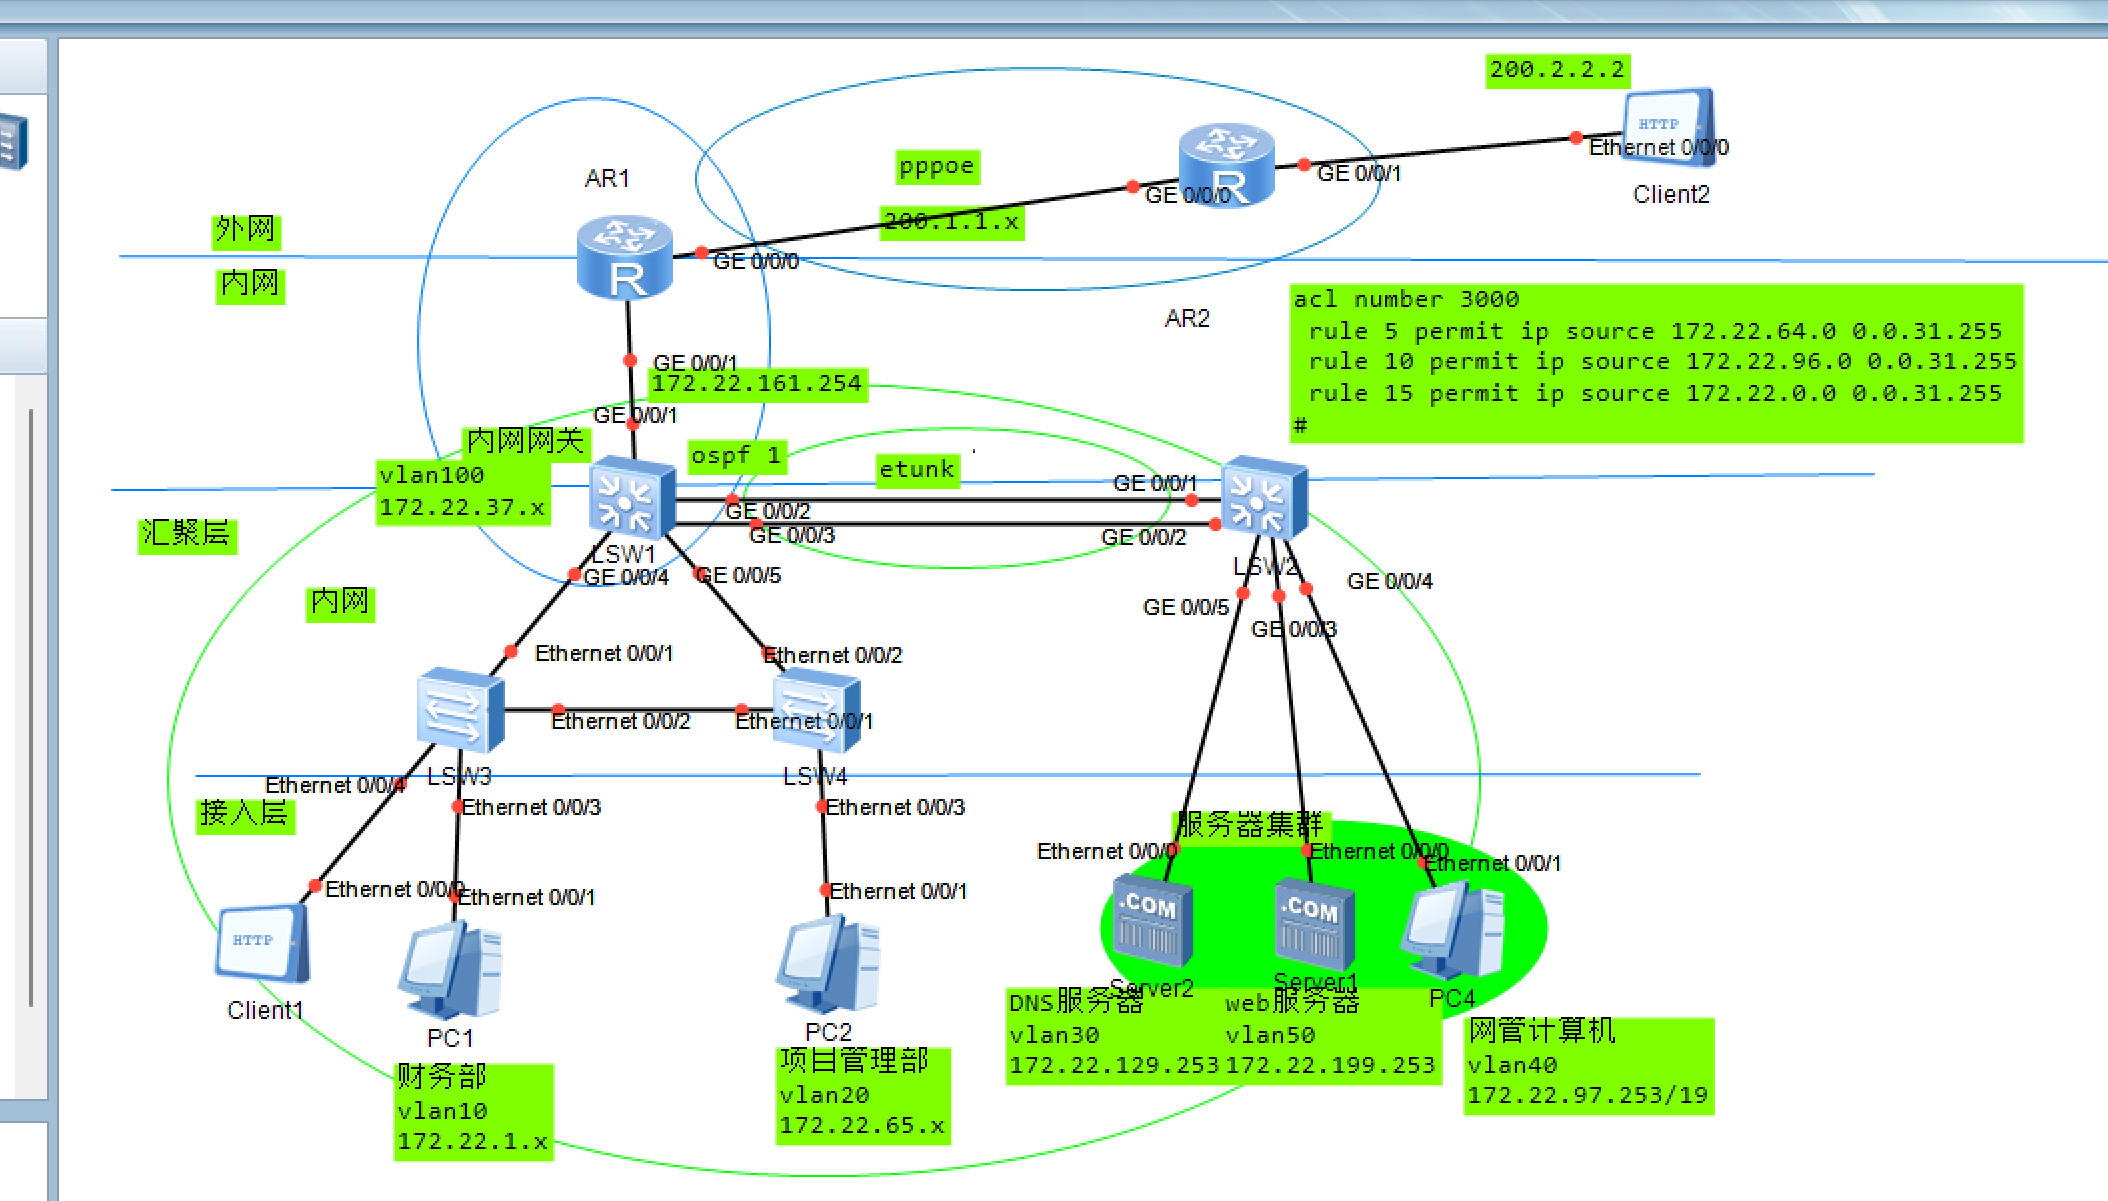 200.2.2.2
HTTP
Ethernet 0/0/0
Client2
pppoe
R
GE 0/0/1
GE 0/0/0
AR1
200.1.1.x
外网
R
GE 0/0/0
内网
AR2
acl number 3000
rule 5 permit ip source 172.22.64.0 0.0.31.255
rule 10 permit ip source 172.22.96.0 0.0.31.255
rule 15 permit ip source 172.22.0.0 0.0.31.255
#
GE 0/0/1
172.22.161.254
GE 0/0/1
内网网关
ospf 1
etunk
vlan100
172.22.37.x
GE 0/0/1
GE 0/0/2
GE 0/0/3
GE 0/0/2
汇聚层
LSW1
LSW2
GE 0/0/4
GE 0/0/5
GE 0/0/4
内网
GE 0/0/5
GE 0/0/3
Ethernet 0/0/1
Ethernet 0/0/2
Ethernet 0/0/2
Ethernet 0/0/1
LSW3
LSW4
Ethernet 0/0/4
Ethernet 0/0/3
Ethernet 0/0/3
接入层
服务器集群
Ethernet 0/0/0
Ethernet 0/0/0
Ethernet 0/0/1
Ethernet 0/0/0
Ethernet 0/0/1
Ethernet 0/0/1
HTTP
.COM
.COM
Client1
PC1
PC2
Server2
Server1
PC4
DNS服务器
vlan30
172.22.129.253
web服务器
vlan50
172.22.199.253
网管计算机
vlan40
172.22.97.253/19
财务部
vlan10
172.22.1.x
项目管理部
vlan20
172.22.65.x